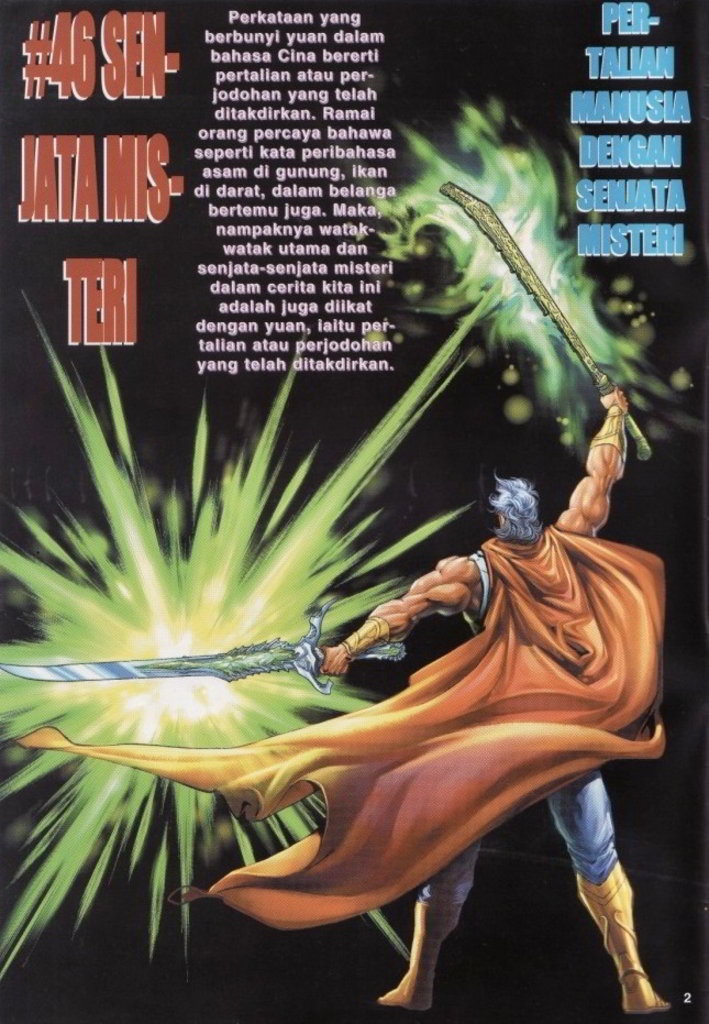 #46 SEN-
JATA MIS-
TERI
Perkataan yang
berbunyi yuan dalam
bahasa Cina bererti
pertalian atau per-
jodohan yang telah
ditakdirkan. Ramai
orang percaya bahawa
seperti kata peribahasa
asam di gunung, ikan
di darat, dalam belanga
bertemu juga. Maka,
nampaknya watak-
watak utama dan
senjata-senjata misteri
dalam cerita kita ini
adalah juga diikat
dengan yuan, iaitu per-
talian atau perjodohan
yang telah ditakdirkan.
PER-
TALIAN
MANUSIA
DENGAN
SENJATA
MISTERI
2